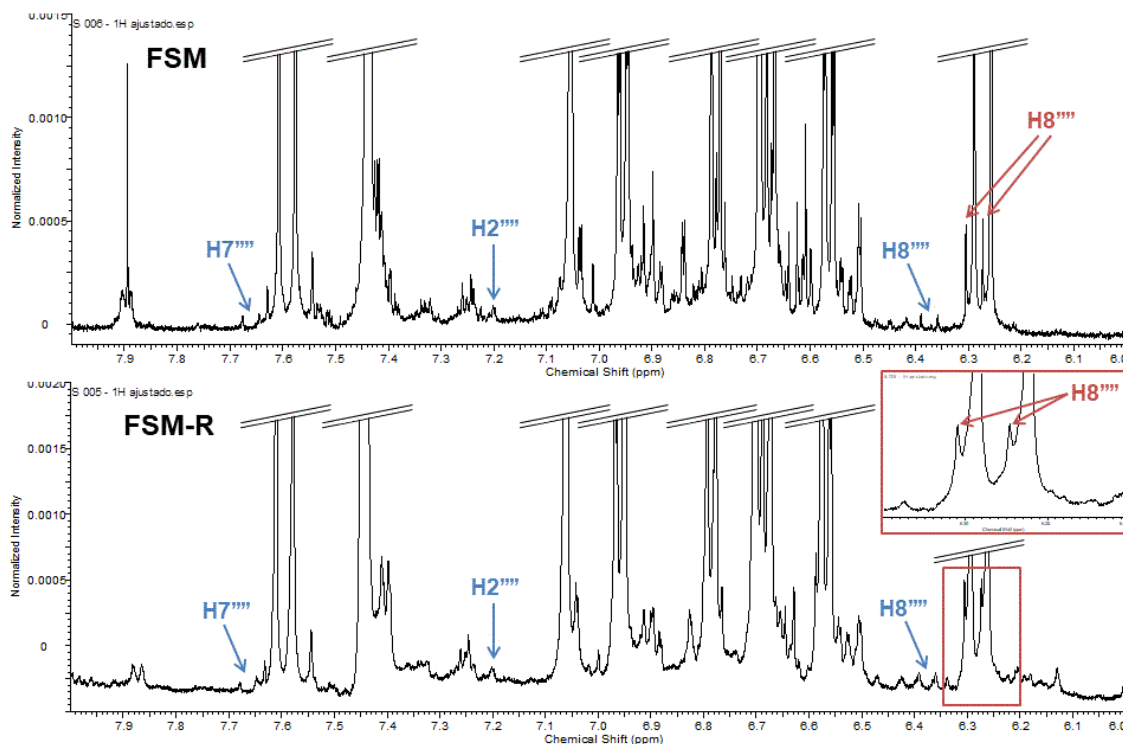 0.0015
S 006 - 1H ajustado.esp
FSM
H8””
0.0010
Normalized Intensity
0.0005
H7””
H2””
H8””
0
7.9 7.8 7.7 7.6 7.5 7.4 7.3 7.2 7.1 7.0 6.9 6.8 6.7 6.6 6.5 6.4 6.3 6.2 6.1 6.0
Chemical Shift (ppm)
0.0020
S 005 - 1H ajustado.esp
FSM-R
H8””
0.0015
0.0010
Normalized Intensity
0.0005
H7””
H2””
H8””
0
7.9 7.8 7.7 7.6 7.5 7.4 7.3 7.2 7.1 7.0 6.9 6.8 6.7 6.6 6.5 6.4 6.3 6.2 6.1 6.0
Chemical Shift (ppm)